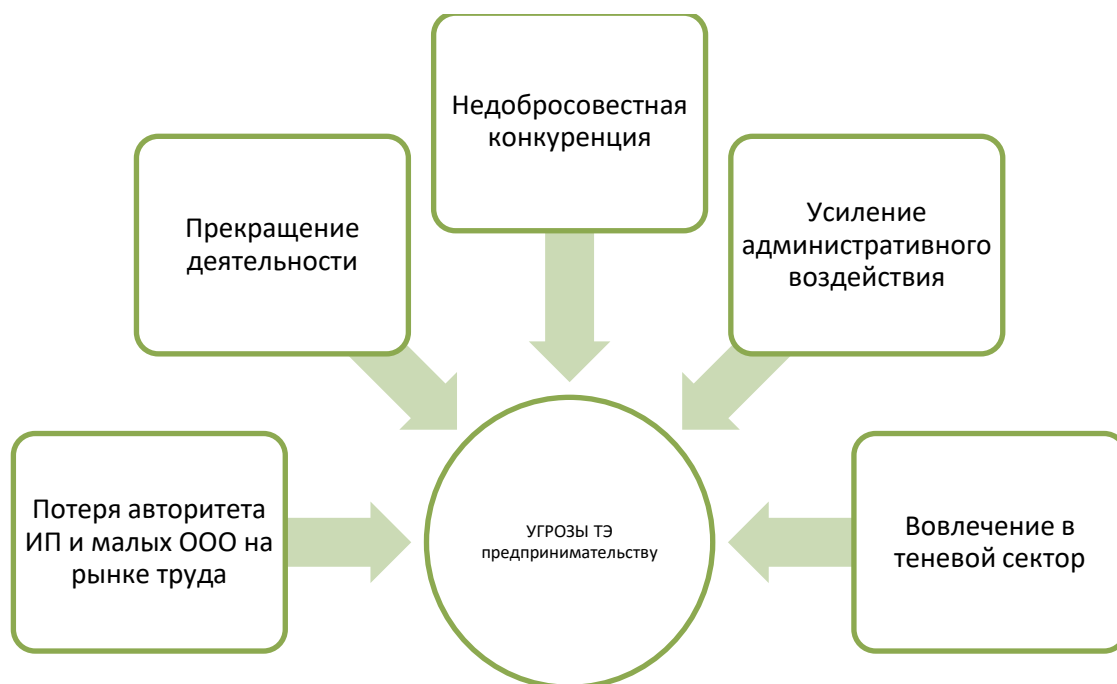 Недобросовестная
конкуренция
Прекращение
деятельности
Усиление
административного
воздействия
Потеря авторитета
ИП и малых ООО на
рынке труда
УГРОЗЫ ТЭ
предпринимательству
Вовлечение в
теневой сектор